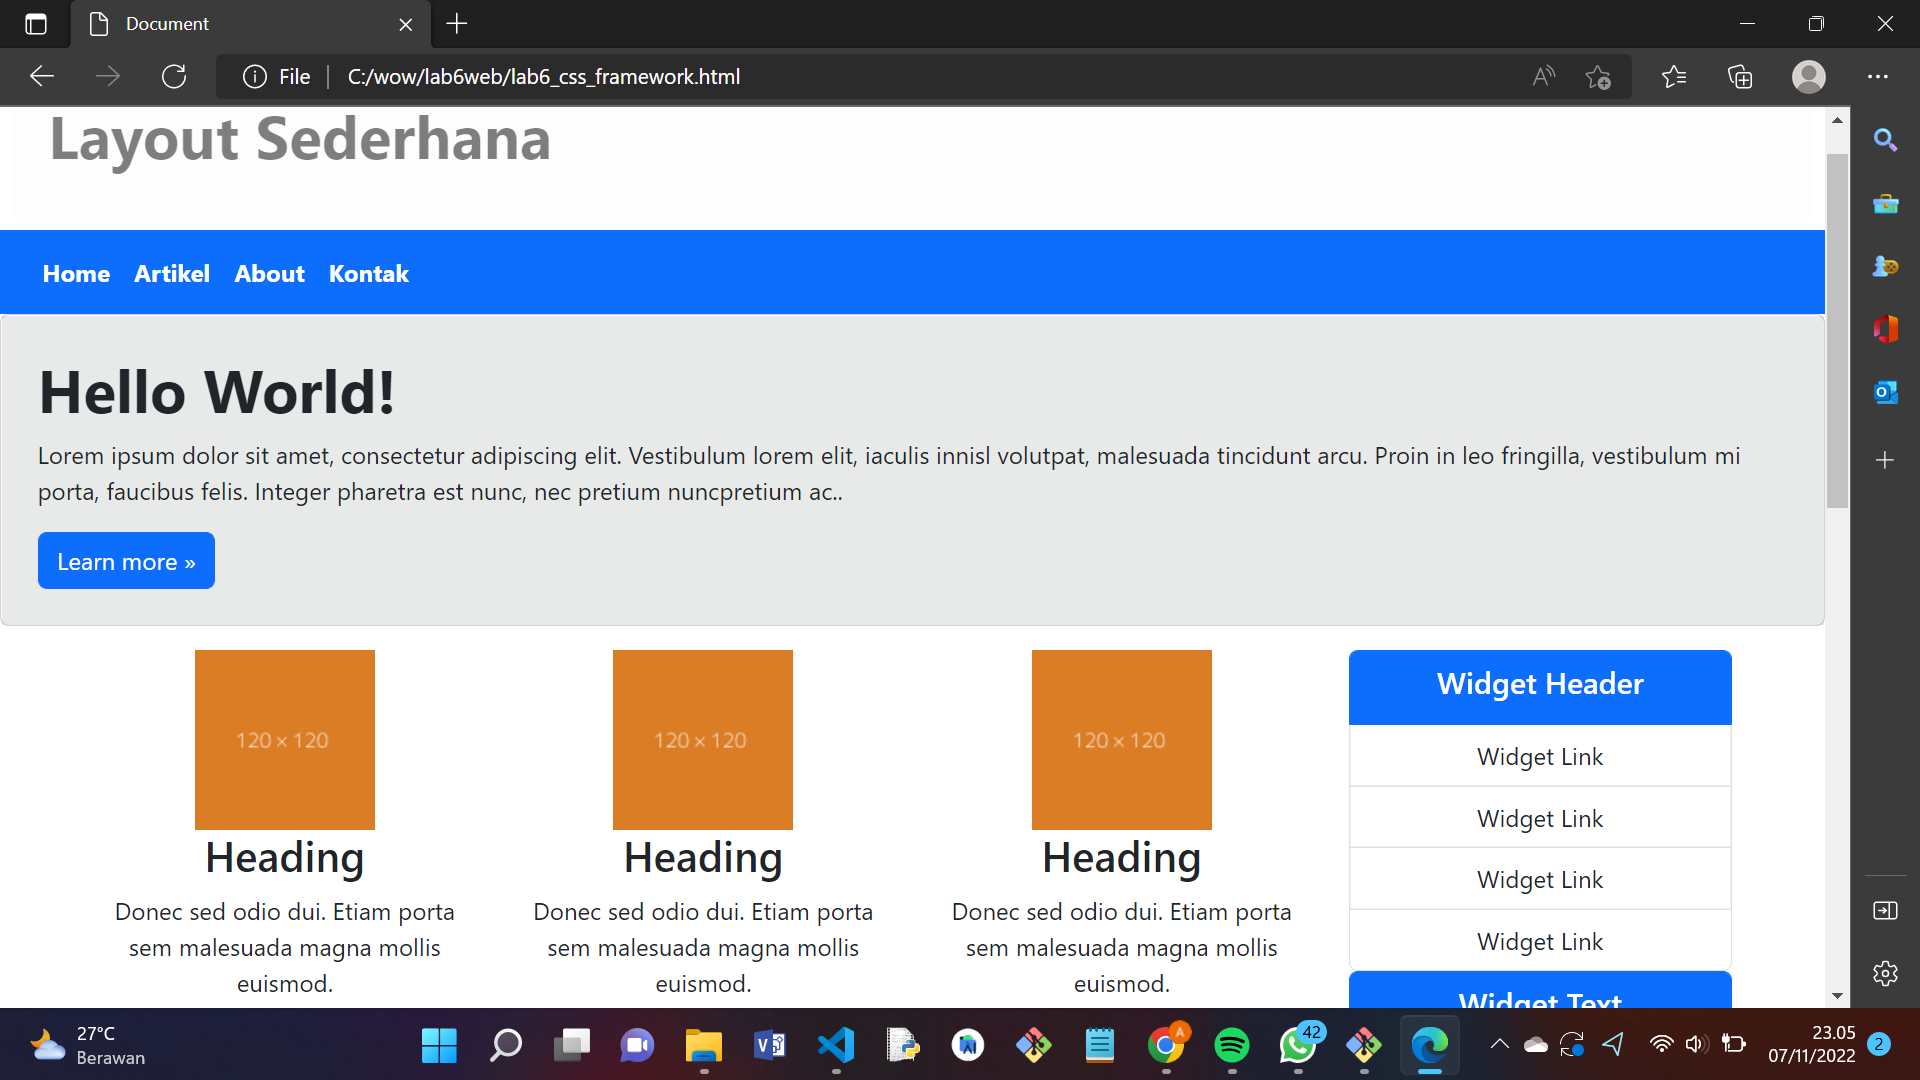 Document
File
C:/wow/lab6web/lab6_css_framework.html
Layout Sederhana
Home Artikel About Kontak
Hello World!
Lorem ipsum dolor sit amet, consectetur adipiscing elit. Vestibulum lorem elit, iaculis innisl volutpat, malesuada tincidunt arcu. Proin in leo fringilla, vestibulum mi
porta, faucibus felis. Integer pharetra est nunc, nec pretium nuncpretium ac..
Learn more »
120 × 120
Heading
Donec sed odio dui. Etiam porta
sem malesuada magna mollis
euismod.
120 × 120
Heading
Donec sed odio dui. Etiam porta
sem malesuada magna mollis
euismod.
120 × 120
Heading
Donec sed odio dui. Etiam porta
sem malesuada magna mollis
euismod.
Widget Header
Widget Link
Widget Link
Widget Link
Widget Link
Widget Text
27°C
Berawan
A
42
23.05
07/11/2022
2